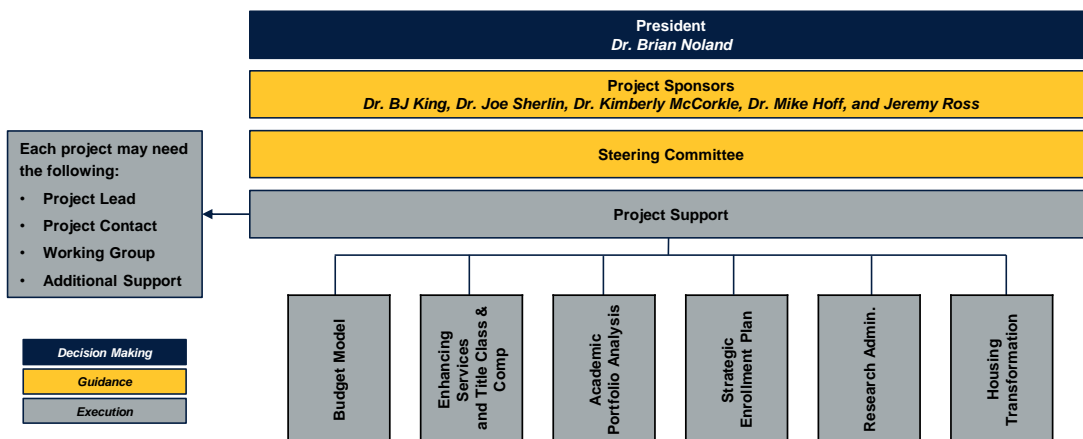 President
Dr. Brian Noland
Project Sponsors
Dr. BJ King, Dr. Joe Sherlin, Dr. Kimberly McCorkle, Dr. Mike Hoff, and Jeremy Ross
Steering Committee
Each project may need
the following:
• Project Lead
• Project Contact
• Working Group
• Additional Support
Project Support
Budget Model
Enhancing
Services
and Title Class &
Comp
Academic
Portfolio Analysis
Strategic
Enrollment Plan
Research Admin.
Housing
Transformation
Decision Making
Guidance
Execution